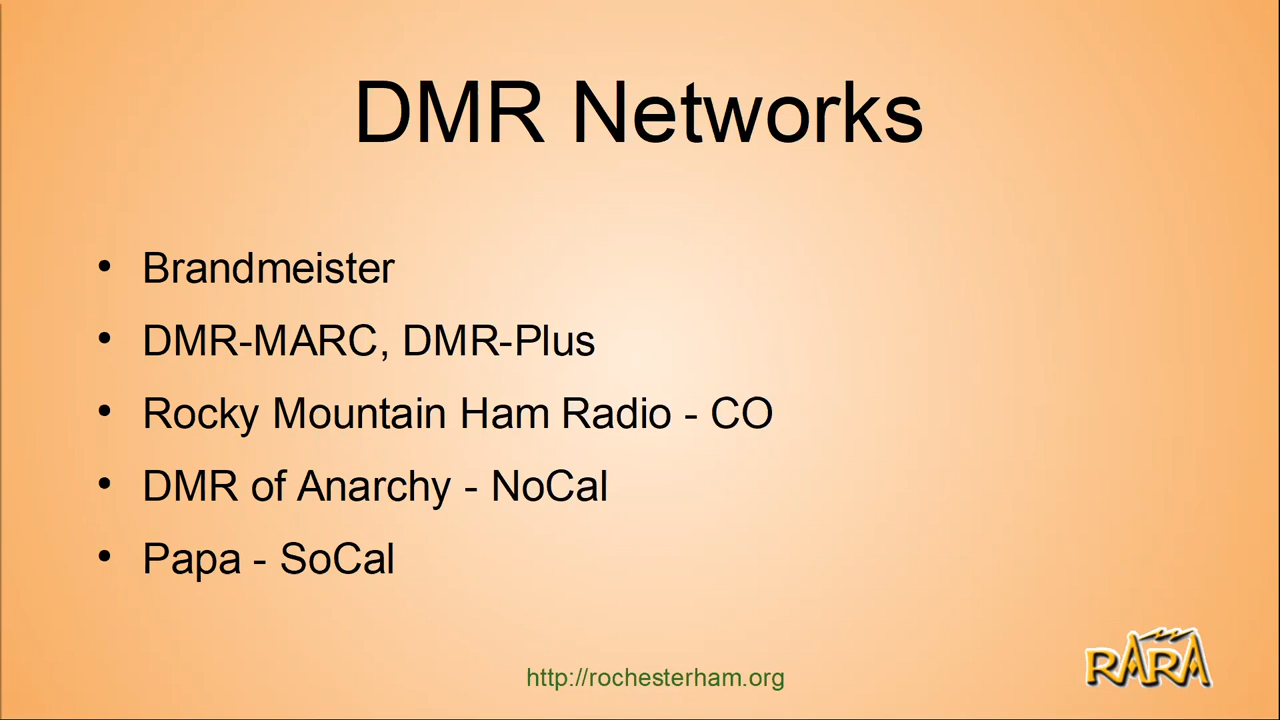 DMR Networks
• Brandmeister
• DMR-MARC, DMR-Plus
• Rocky Mountain Ham Radio - CO
• DMR of Anarchy - NoCal
• Papa - SoCal
http://rochesterham.org
RARA